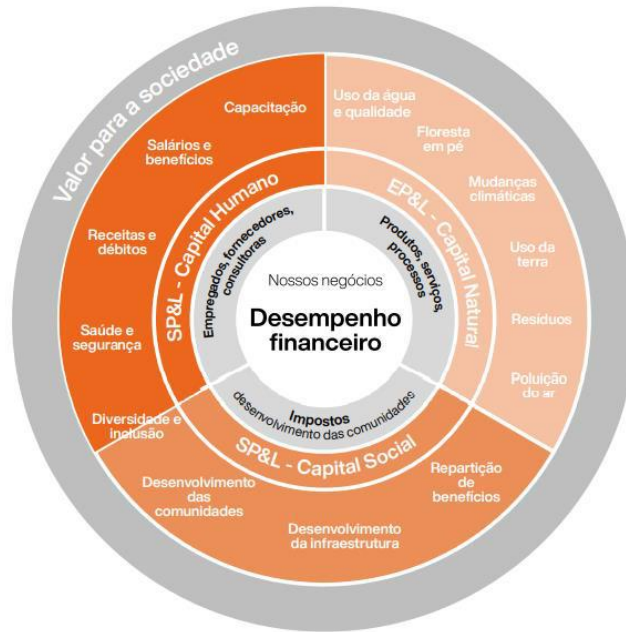 Valor para a sociedade
Capacitação
Salários e
benefícios
Receitas e
débitos
Saúde e
segurança
Diversidade e
inclusão
SP&L - Capital Humano
Empregados, fornecedores,
consultoras
Uso da água
e qualidade
Floresta
em pé
Mudanças
climáticas
Uso da
terra
Resíduos
Poluição
do ar
EP&L - Capital Natural
Produtos, serviços,
processos
Nossos negócios
Desempenho
financeiro
Impostos
desenvolvimento das comunidades
SP&L - Capital Social
Desenvolvimento
das
comunidades
Desenvolvimento
da infraestrutura
Repartição
de
benefícios